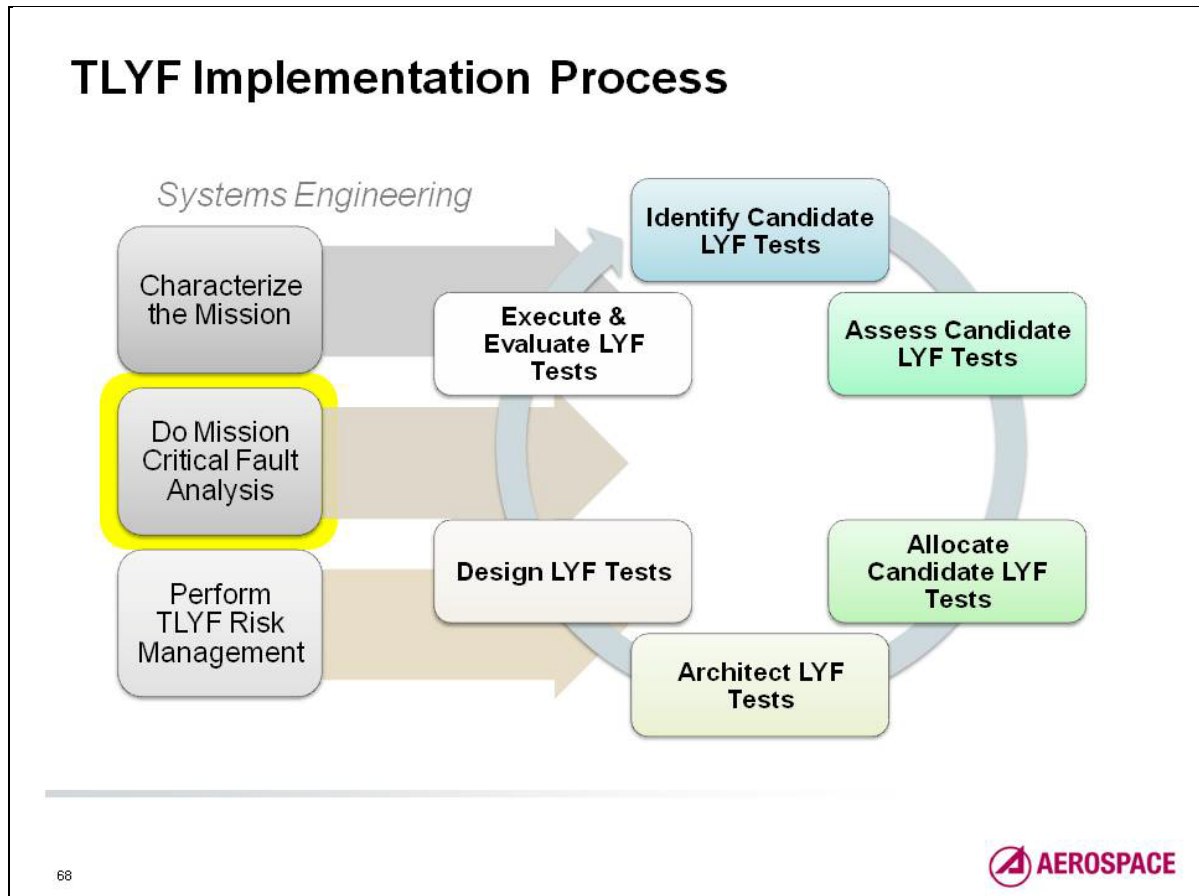 TLYF Implementation Process
Systems Engineering
Characterize
the Mission
Do Mission
Critical Fault
Analysis
Perform
TLYF Risk
Management
Identify Candidate
LYF Tests
Assess Candidate
LYF Tests
Allocate
Candidate LYF
Tests
Architect LYF
Tests
Design LYF Tests
Execute &
Evaluate LYF
Tests
68
AEROSPACE